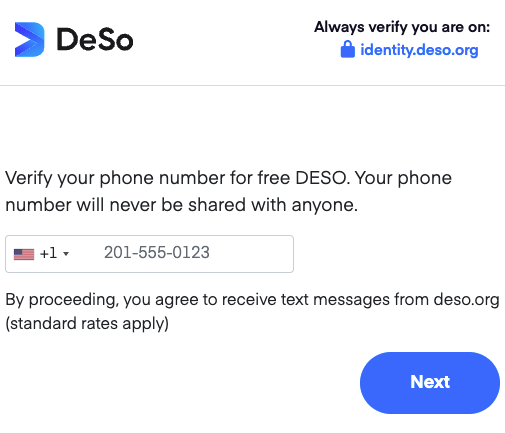 DeSo
Always verify you are on:
identity.deso.org
Verify your phone number for free DESO. Your phone
number will never be shared with anyone.
+1 201-555-0123
By proceeding, you agree to receive text messages from deso.org
(standard rates apply)
Next